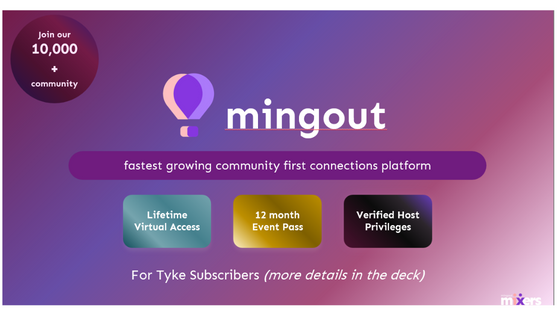 Join our
10,000
+
community
mingout
fastest growing community first connections platform
Lifetime
Virtual Access
12 month
Event Pass
Verified Host
Privileges
For Tyke Subscribers (more details in the deck)
mixers